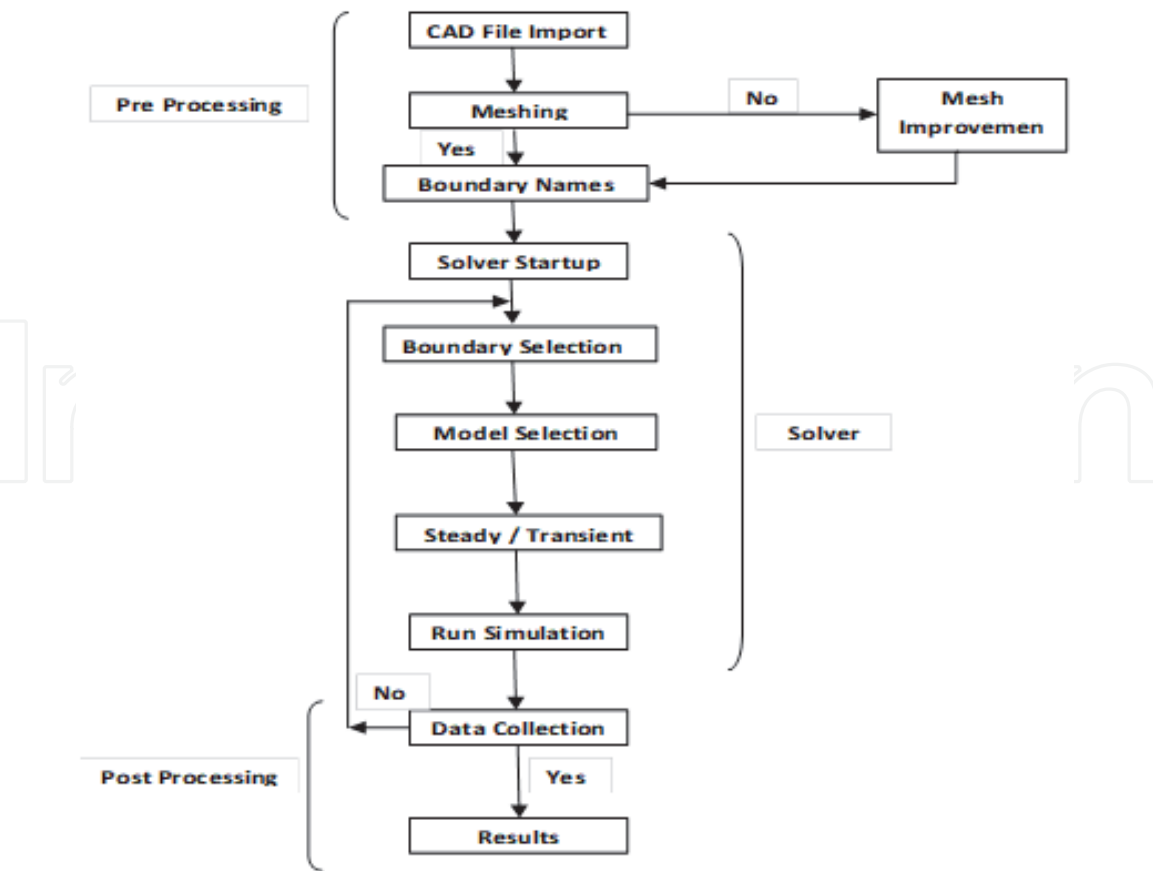 CAD File Import
Pre Processing
Meshing
No
Mesh
Improvemen
Yes
Boundary Names
Solver Startup
Boundary Selection
Model Selection
Solver
Steady / Transient
Run Simulation
No
Data Collection
Post Processing
Yes
Results